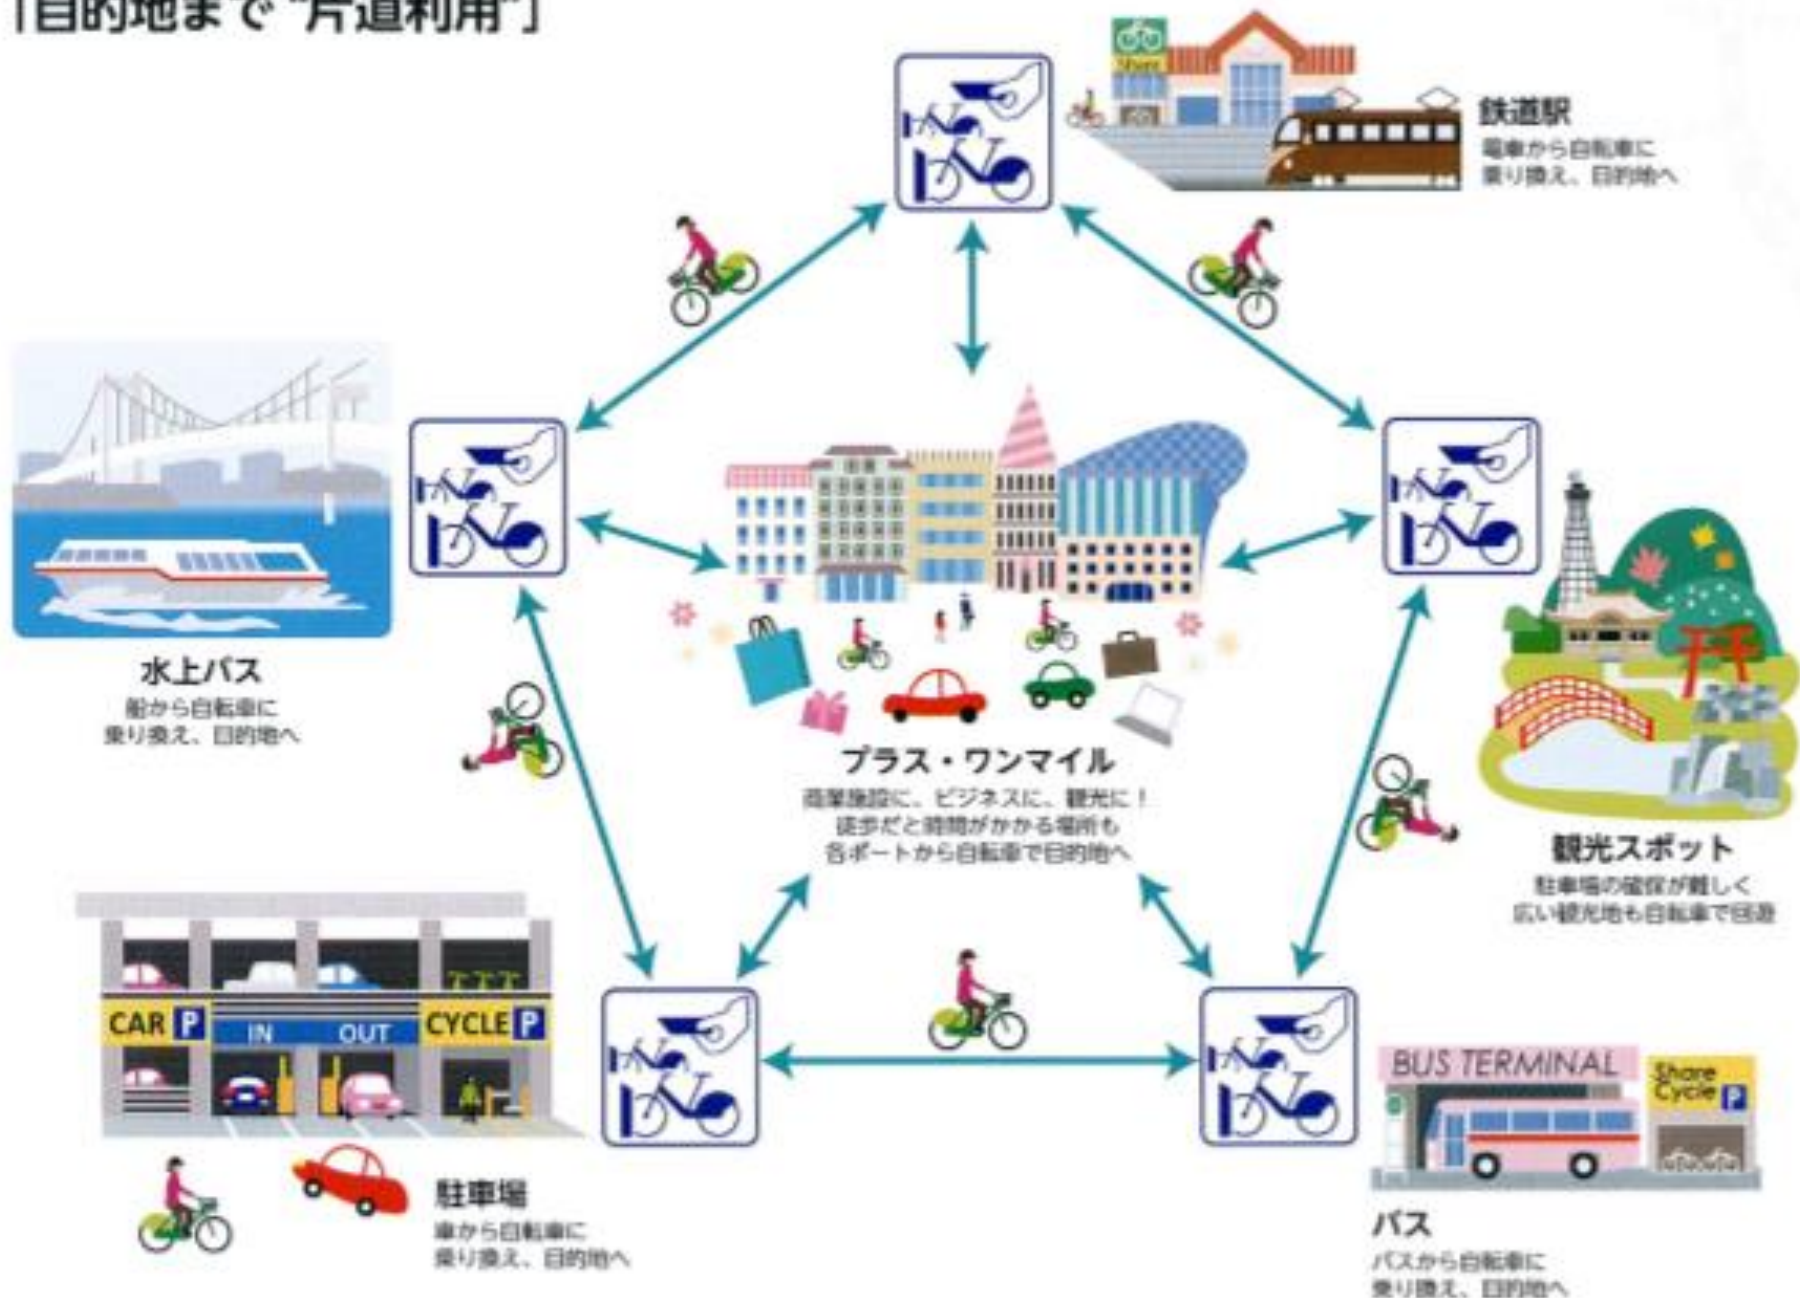 「目的地まで“片道利用”」
Share
鉄道駅
電車から自転車に
乗り換え、目的地へ
水上バス
船から自転車に
乗り換え、目的地へ
プラス・ワンマイル
商業施設に、ビジネスに、観光に！
徒歩だと時間がかかる場所も
各ポートから自転車で目的地へ
観光スポット
駐車場の確保が難しく
広い観光地も自転車で回遊
CAR P
IN OUT
CYCLE P
駐車場
車から自転車に
乗り換え、目的地へ
BUS TERMINAL
Share
Cycle P
バス
バスから自転車に
乗り換え、目的地へ